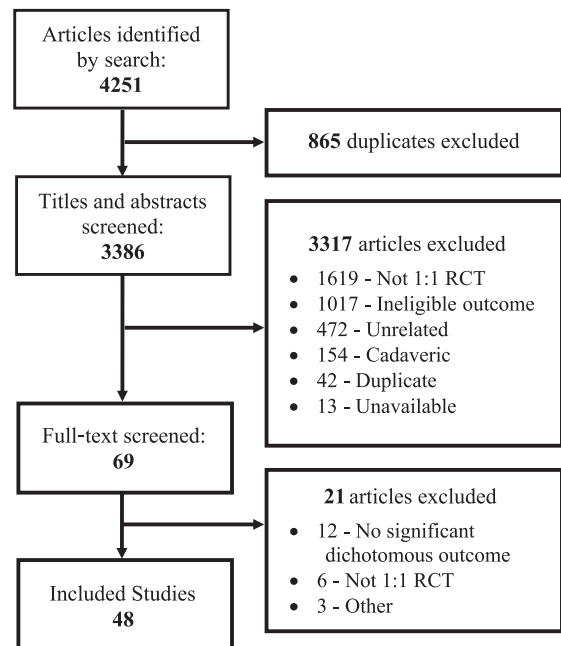 Articles identified
by search:
4251
865 duplicates excluded
Titles and abstracts
screened:
3386
3317 articles excluded
• 1619 - Not 1:1 RCT
• 1017 - Ineligible outcome
• 472 - Unrelated
• 154 - Cadaveric
• 42 - Duplicate
• 13 - Unavailable
Full-text screened:
69
21 articles excluded
• 12 - No significant
dichotomous outcome
• 6 - Not 1:1 RCT
• 3 - Other
Included Studies
48